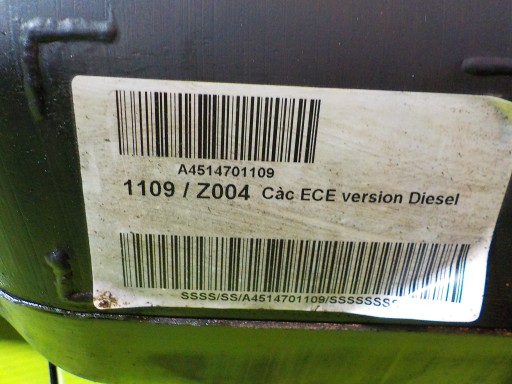 A4514701109
1109 / Z004 Càc ECE version Diesel
SSSS/SS/A4514701109/SSSSSSS